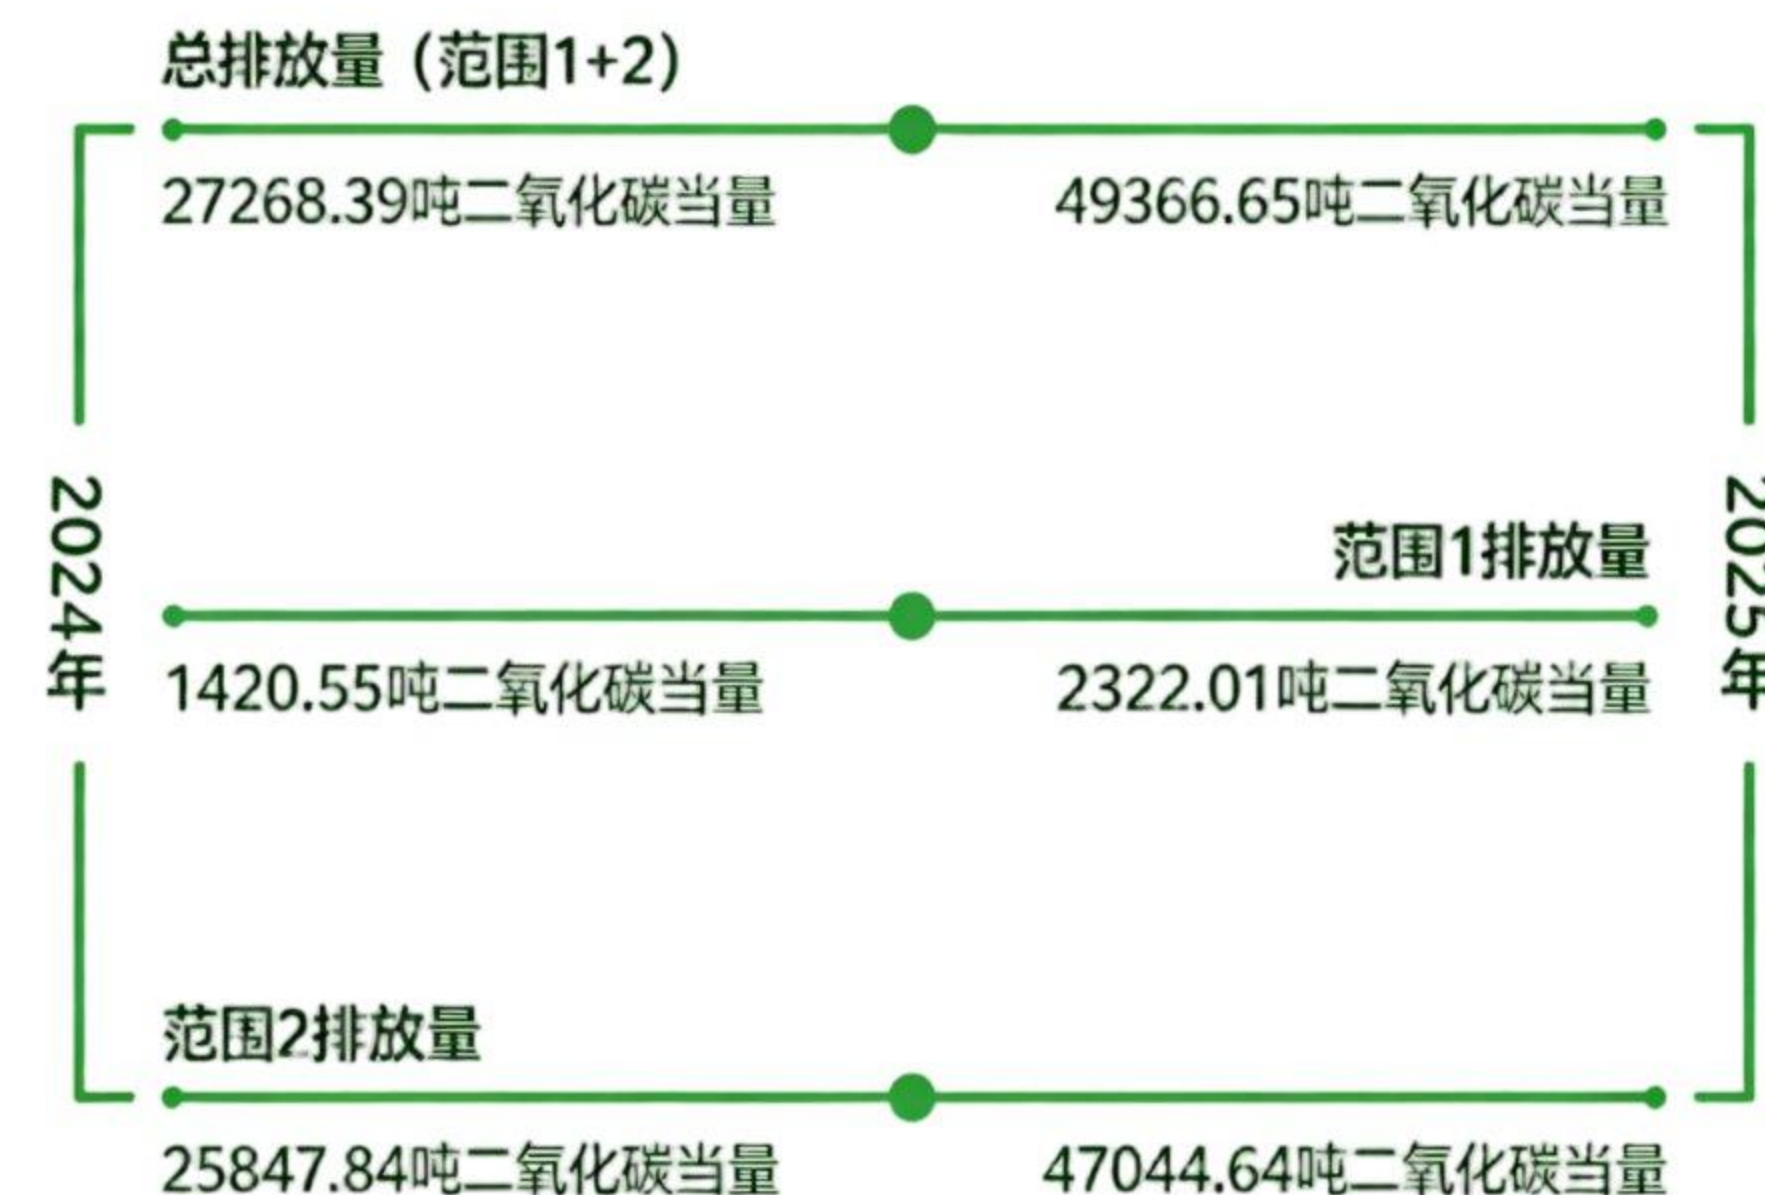 总排放量（范围1+2）
27268.39吨二氧化碳当量
49366.65吨二氧化碳当量
2024年
2025年
范围1排放量
1420.55吨二氧化碳当量
2322.01吨二氧化碳当量
范围2排放量
25847.84吨二氧化碳当量
47044.64吨二氧化碳当量